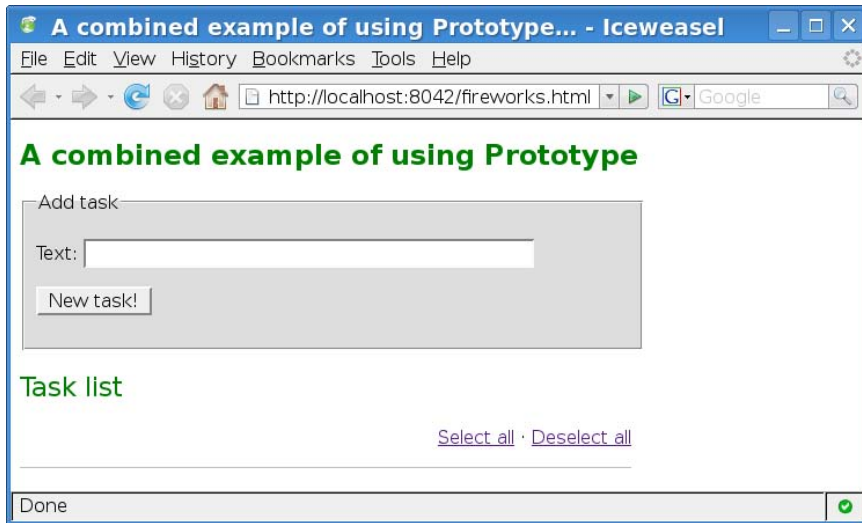 A combined example of using Prototype... - Iceweasel
File Edit View History Bookmarks Tools Help
http://localhost:8042/fireworks.html G Google
A combined example of using Prototype
Add task
Text:
New task!
Task list
Select all · Deselect all
Done